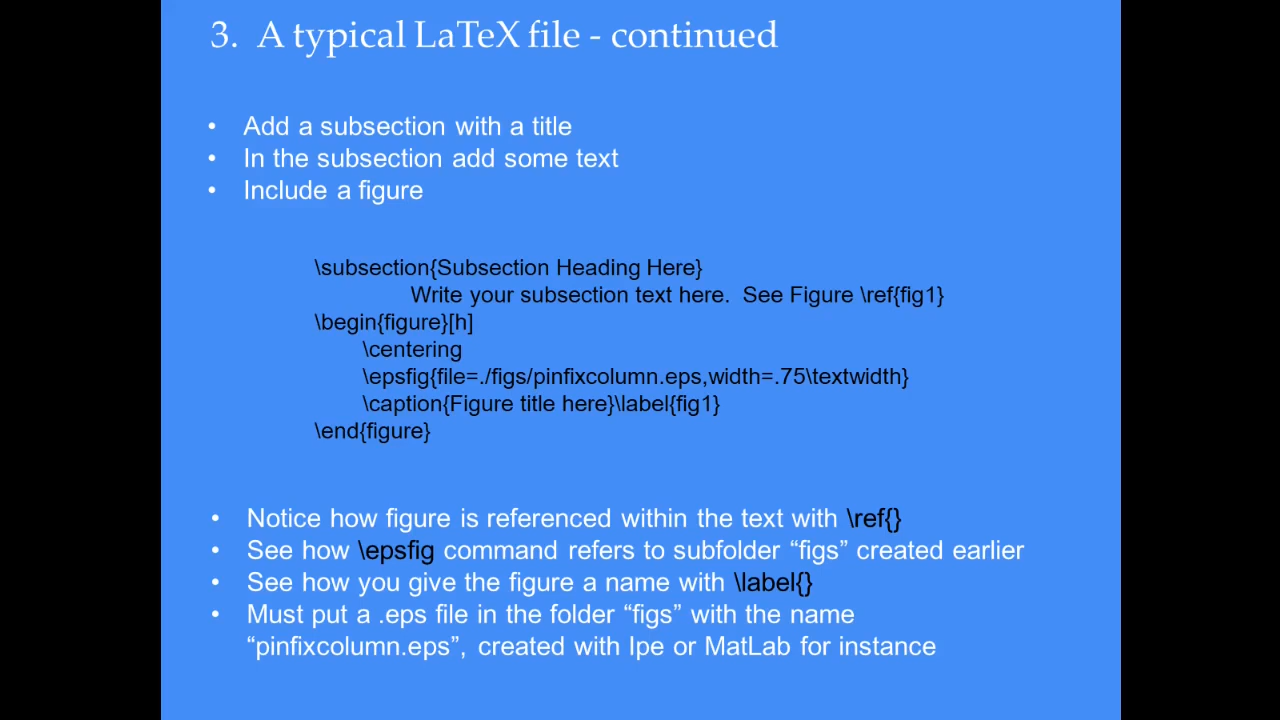 3. A typical LaTeX file - continued
• Add a subsection with a title
• In the subsection add some text
• Include a figure
\subsection{Subsection Heading Here}
Write your subsection text here. See Figure \ref{fig1}
\begin{figure}[h]
\centering
\epsfig{file=./figs/pinfixcolumn.eps,width=.75\textwidth}
\caption{Figure title here}\label{fig1}
\end{figure}
• Notice how figure is referenced within the text with \ref{}
• See how \epsfig command refers to subfolder “figs” created earlier
• See how you give the figure a name with \label{}
• Must put a .eps file in the folder “figs” with the name
“pinfixcolumn.eps”, created with Ipe or MatLab for instance